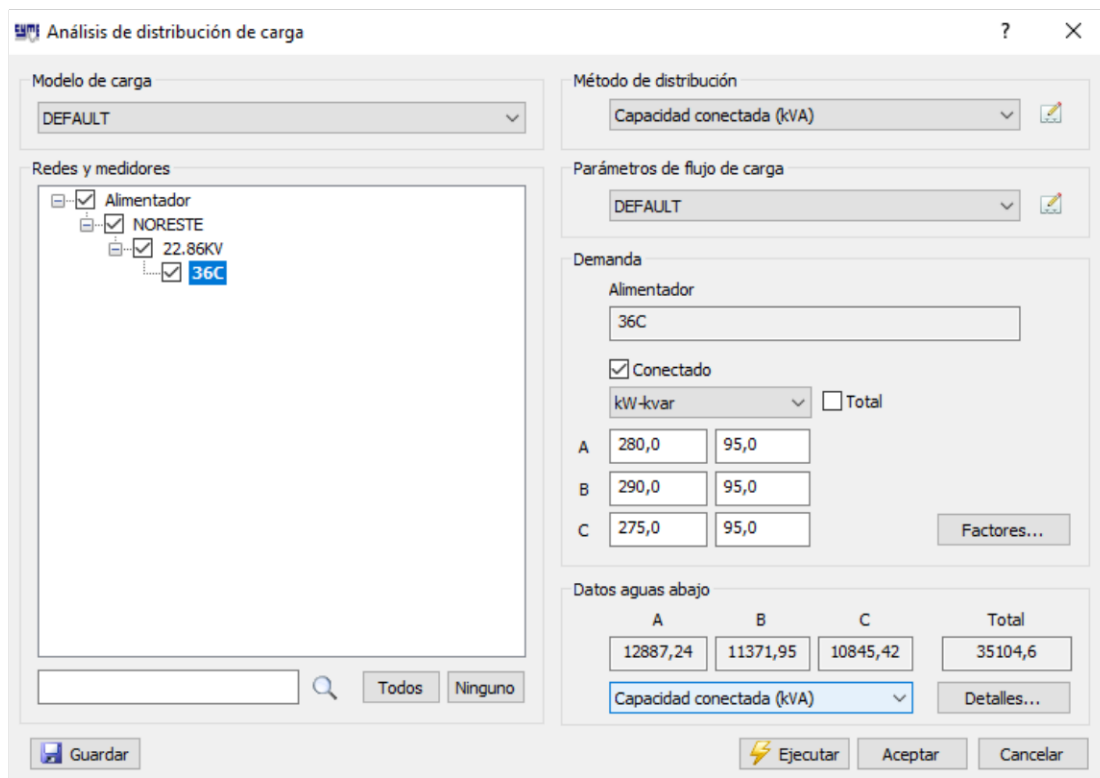 CYME Análisis de distribución de carga ?
Modelo de carga
DEFAULT
Redes y medidores
Alimentador
NORESTE
22.86KV
36C
Todos Ninguno
Método de distribución
Capacidad conectada (kVA)
Parámetros de flujo de carga
DEFAULT
Demanda
Alimentador
36C
Conectado
kW-kvar Total
A 280,0 95,0
B 290,0 95,0
C 275,0 95,0
Factores...
Datos aguas abajo
A B C Total
12887,24 11371,95 10845,42 35104,6
Capacidad conectada (kVA) Detalles...
Guardar Ejecutar Aceptar Cancelar